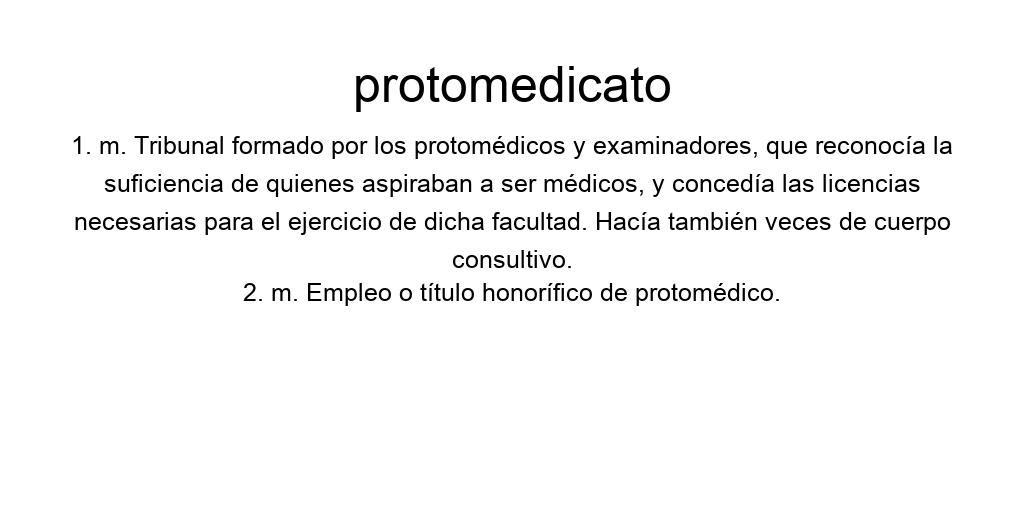 protomedicato
1. m. Tribunal formado por los protomédicos y examinadores, que reconocía la
suficiencia de quienes aspiraban a ser médicos, y concedía las licencias
necesarias para el ejercicio de dicha facultad. Hacía también veces de cuerpo
consultivo.
2. m. Empleo o título honorífico de protomédico.